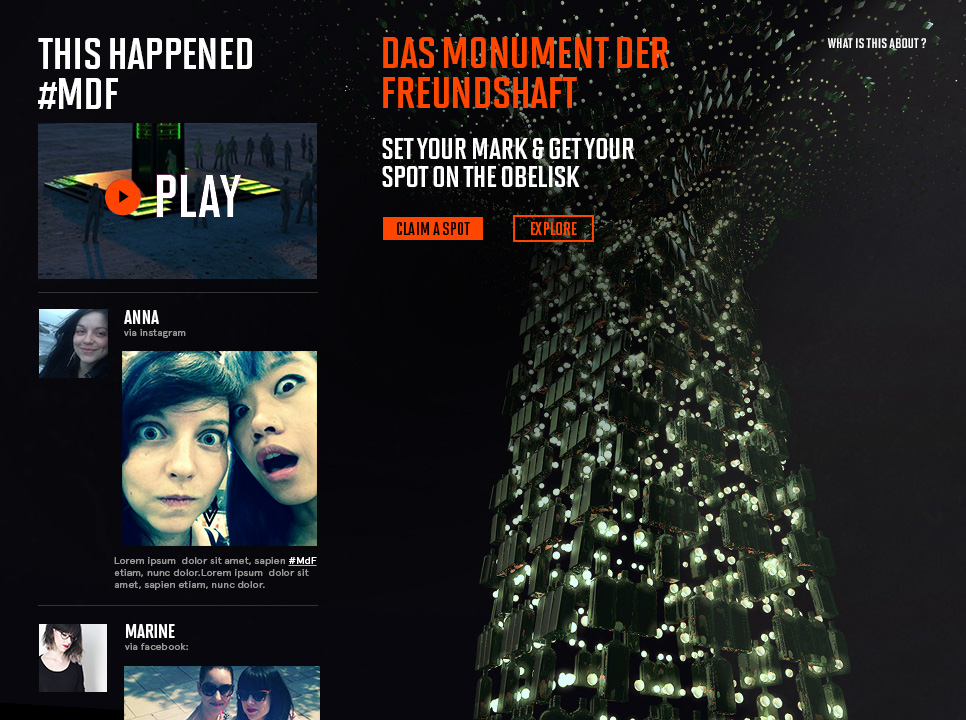 THIS HAPPENED
#MDF
PLAY
ANNA
via instagram
Lorem ipsum dolor sit amet, sapien #MdF
etiam, nunc dolor.Lorem ipsum dolor sit
amet, sapien etiam, nunc dolor.
MARINE
via facebook:
DAS MONUMENT DER
FREUNDSHAFT
SET YOUR MARK & GET YOUR
SPOT ON THE OBELISK
CLAIM A SPOT
EXPLORE
WHAT IS THIS ABOUT ?